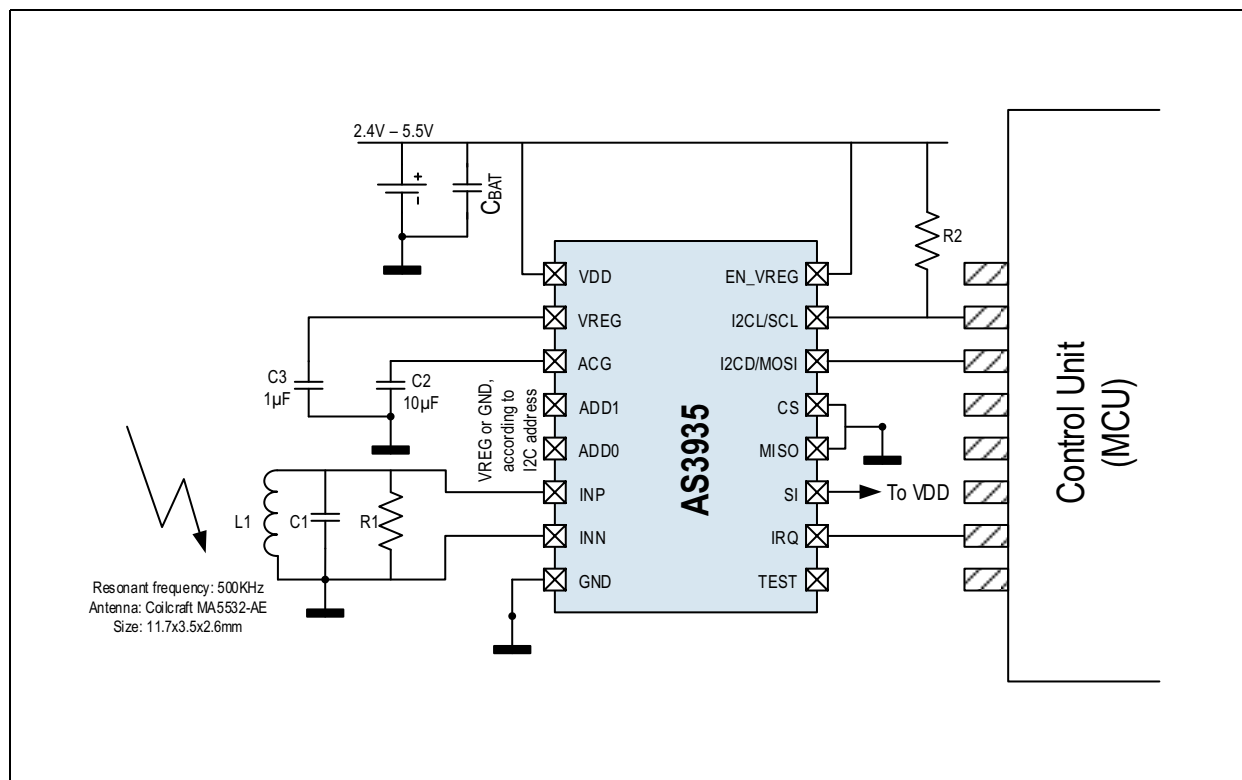 2.4V – 5.5V
+
–
CBAT
R2
VDD
VREG
ACG
ADD1
ADD0
INP
INN
GND
EN_VREG
I2CL/SCL
I2CD/MOSI
CS
MISO
SI
IRQ
TEST
AS3935
To VDD
C3
1µF
C2
10µF
VREG or GND,
according to
I2C address
L1
C1
R1
Resonant frequency: 500KHz
Antenna: Coilcraft MA5532-AE
Size: 11.7x3.5x2.6mm
Control Unit
(MCU)